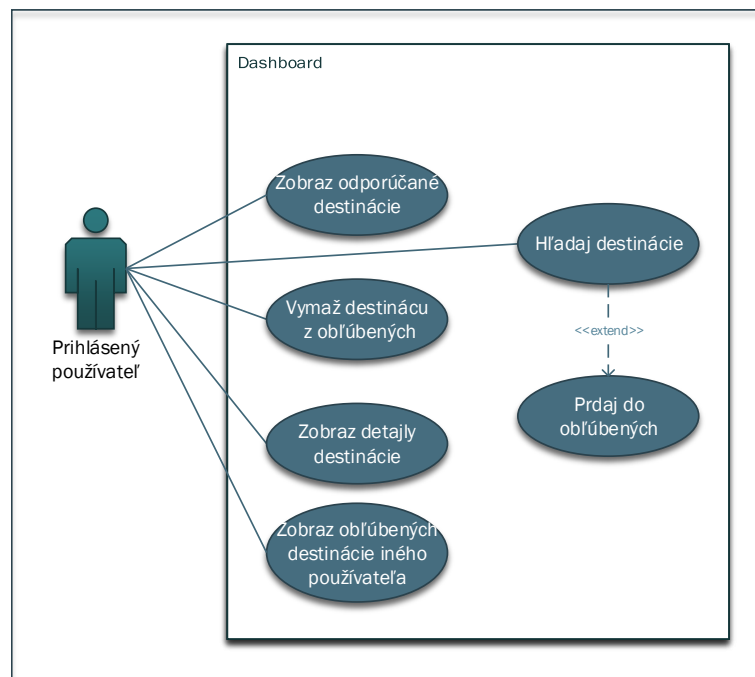 Dashboard
Zobraz odporúčané
destinácie
Hľadaj destinácie
Vymaž destinácu
z obľúbených
<<extend>>
Prihlásený
používateľ
Prdaj do
obľúbených
Zobraz detajly
destinácie
Zobraz obľúbených
destinácie iného
používateľa